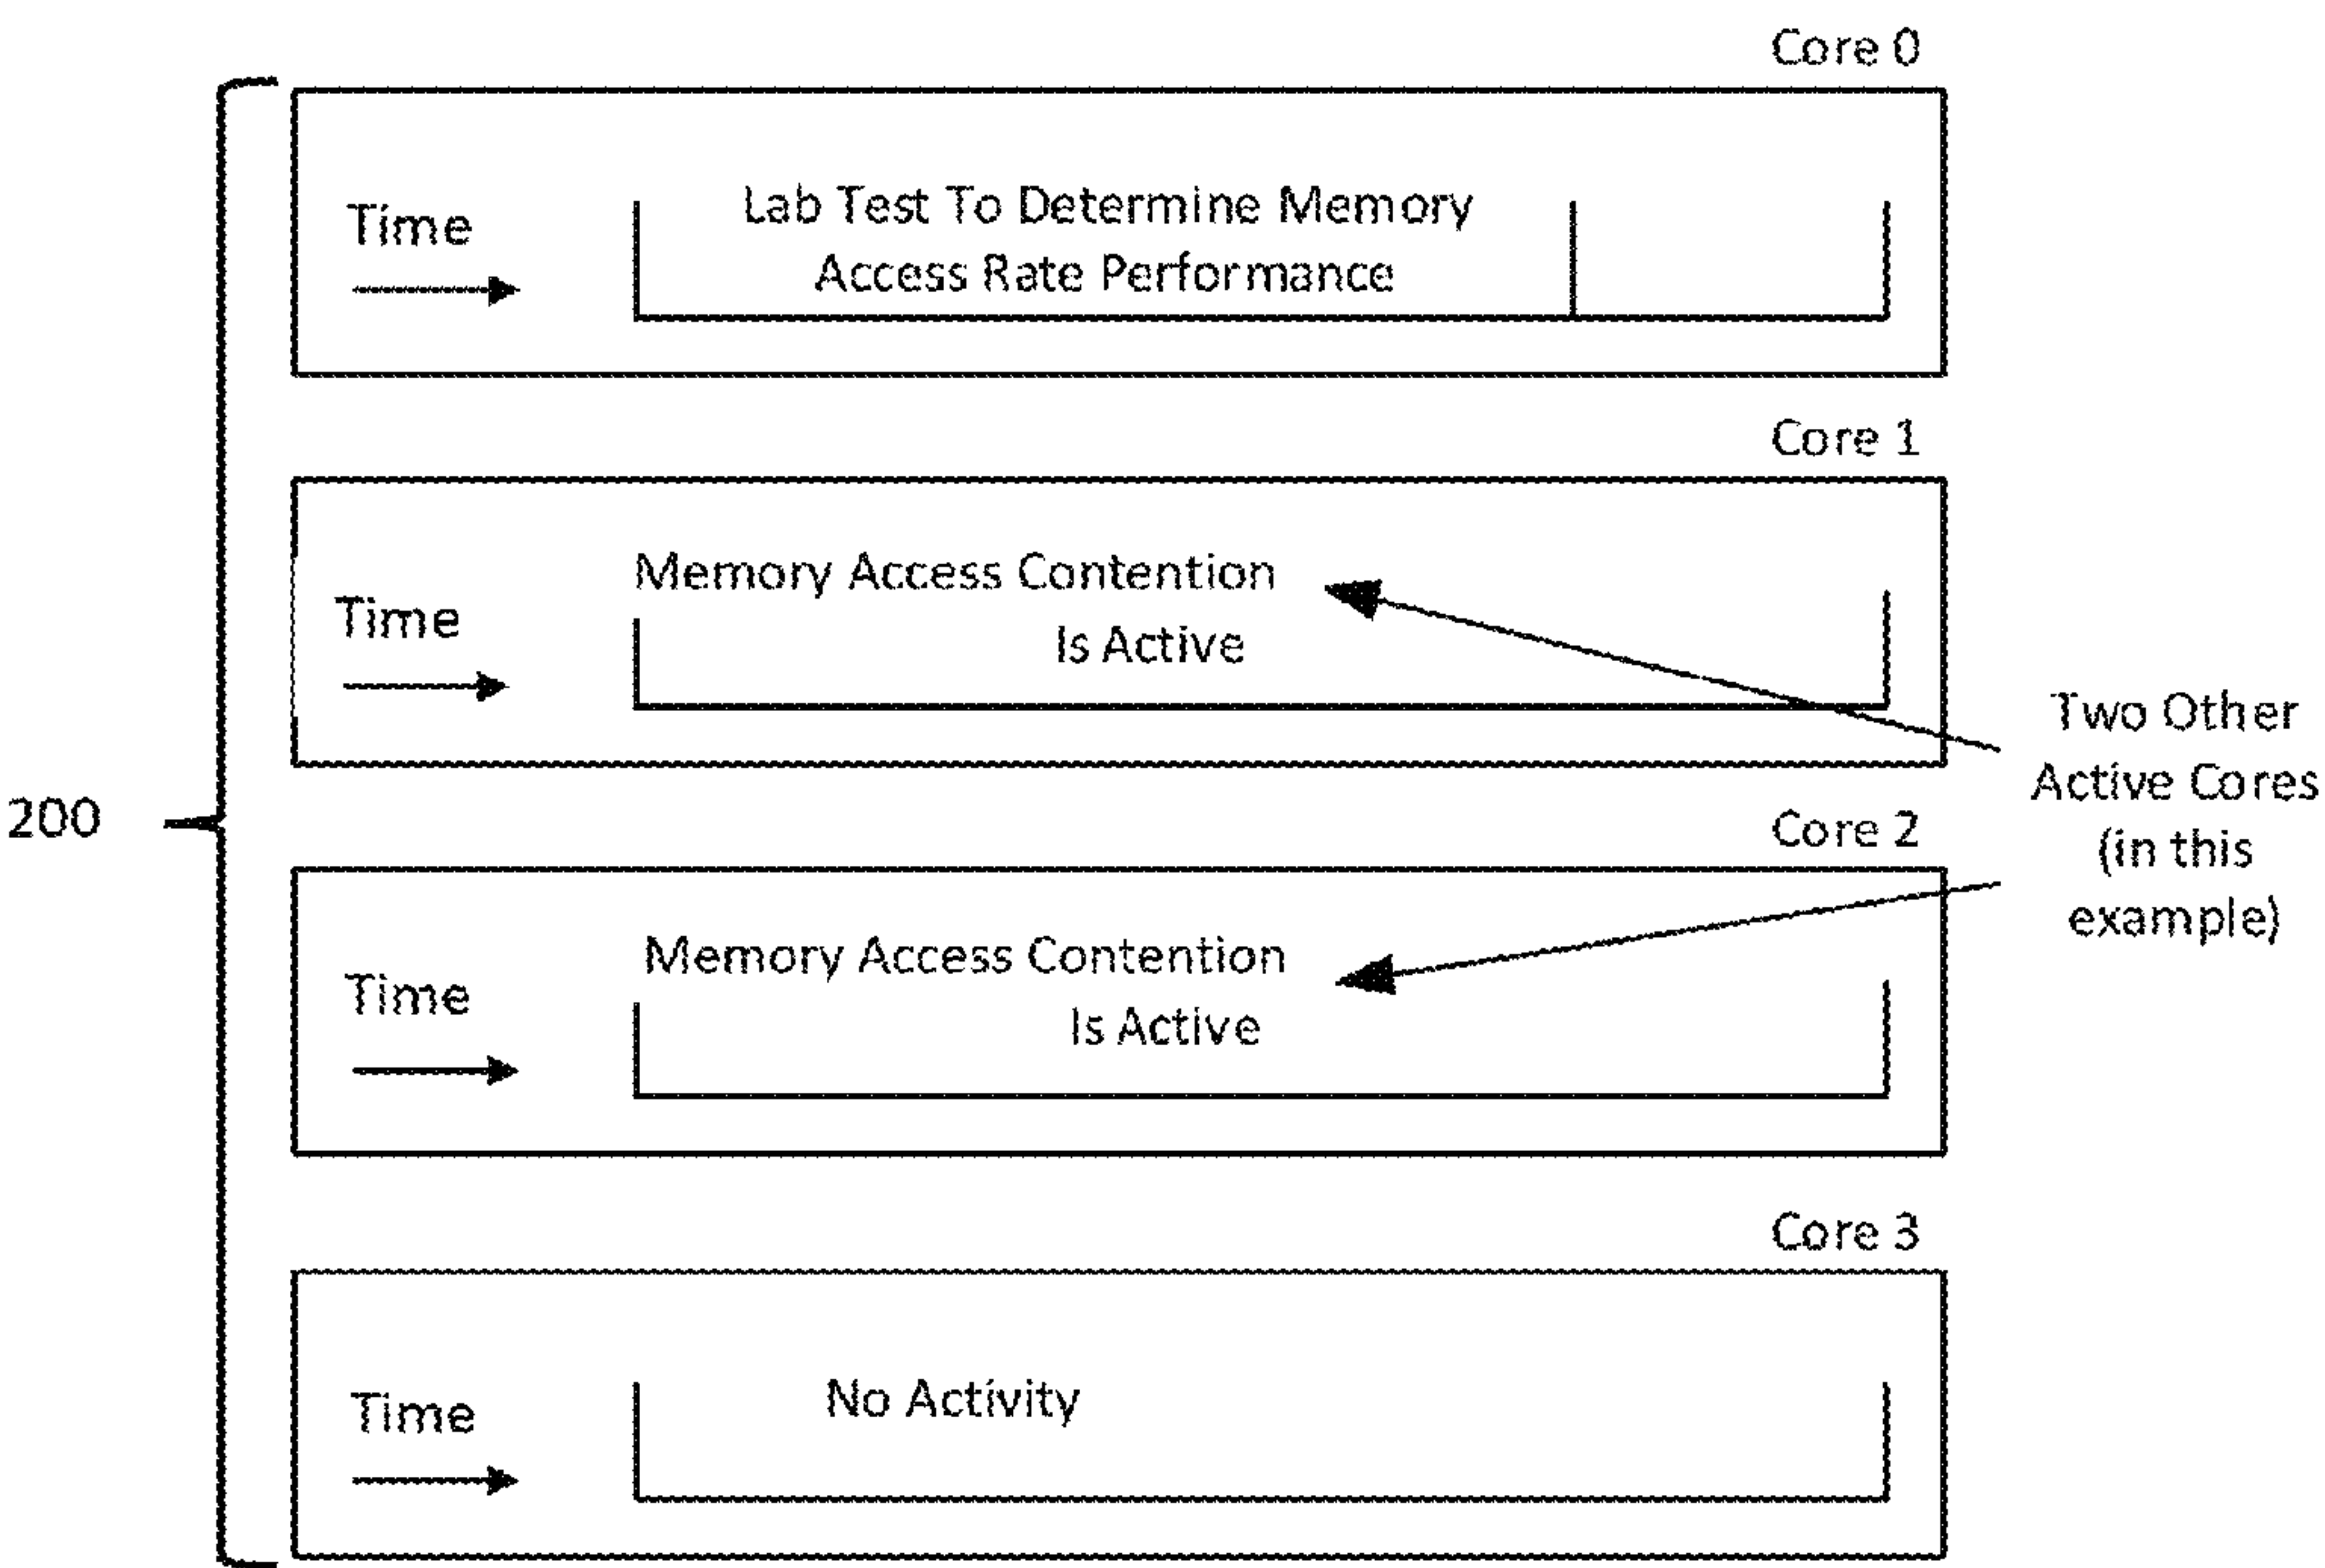 Core 0
Time
Lab Test To Determine Memory
Access Rate Performance
Core 1
Time
Memory Access Contention
Is Active
200
Two Other
Active Cores
(in this
example)
Core 2
Time
Memory Access Contention
Is Active
Core 3
Time
No Activity